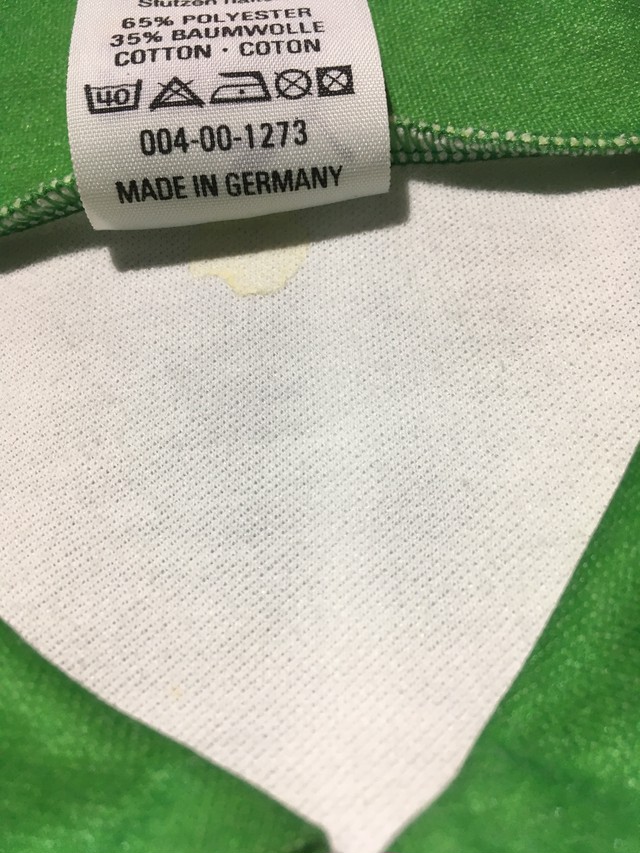 65% POLYESTER
35% BAUMWOLLE
COTTON · COTON
40
004-00-1273
MADE IN GERMANY